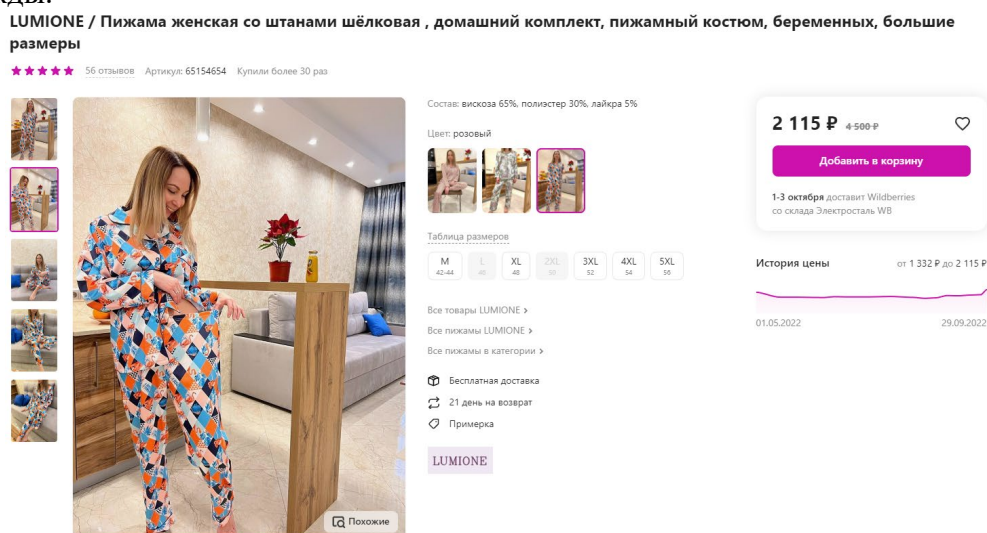 LUMIONE / Пижама женская со штанами шёлковая , домашний комплект, пижамный костюм, беременных, большие
размеры
56 отзывов Артикул: 65154654 Купили более 30 раз
Состав: вискоза 65%, полиэстер 30%, лайкра 5%
Цвет: розовый
Таблица размеров
M L XL 2XL 3XL 4XL 5XL
42-44 46 48 50 52 54 56
Все товары LUMIONE >
Все пижамы LUMIONE >
Все пижамы в категории >
Бесплатная доставка
21 день на возврат
Примерка
LUMIONE
Похожие
2 115 ₽ 4 500 ₽
Добавить в корзину
1-3 октября доставит Wildberries
со склада Электросталь WB
История цены от 1 332 ₽ до 2 115 ₽
01.05.2022 29.09.2022